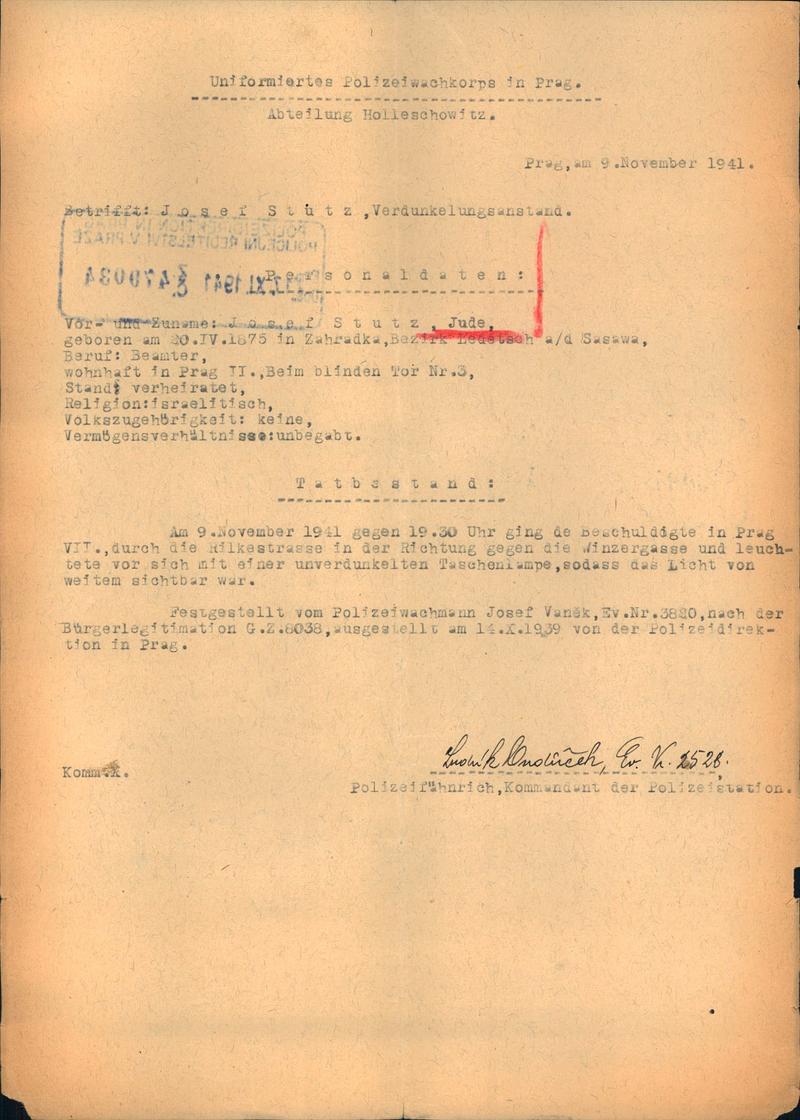 Uniformiertes Polizeiwachkorps in Prag.
Abteilung Holleschowitz.
Prag,am 9.November 1941.
Betrifft: J o s e f  S t u t z ,Verdunkelungsanstand.
P e r s o n a l d a t e n :
Vor- und Zuname: J o s e f  S t u t z , Jude,
geboren am 20.IV.1875 in Zahradka,Bezirk Ledetsch a/d Sasawa,
Beruf: Beamter,
wohnhaft in Prag II.,Beim blinden Tor Nr.3,
Stand: verheiratet,
Religion:israelitisch,
Volkszugehörigkeit: keine,
Vermögensverhältnisse:unbegabt.
T a t b e s t a n d :
Am 9.November 1941 gegen 19.30 Uhr ging de Beschuldigte in Prag
VII.,durch die Rilkestrasse in der Richtung gegen die Winzergasse und leuch-
tete vor sich mit einer unverdunkelten Taschenlampe,sodass das Licht von
weitem sichtbar war.
Festgestellt vom Polizeiwachmann Josef Vaněk,Ev.Nr.3820,nach der
Bürgerlegitimation G.Z.8038,ausgestellt am 14.X.1939 von der Polizeidirek-
tion in Prag.
Ev. K. 2528.
Polizeifähnrich,Kommandant der Polizeistation.